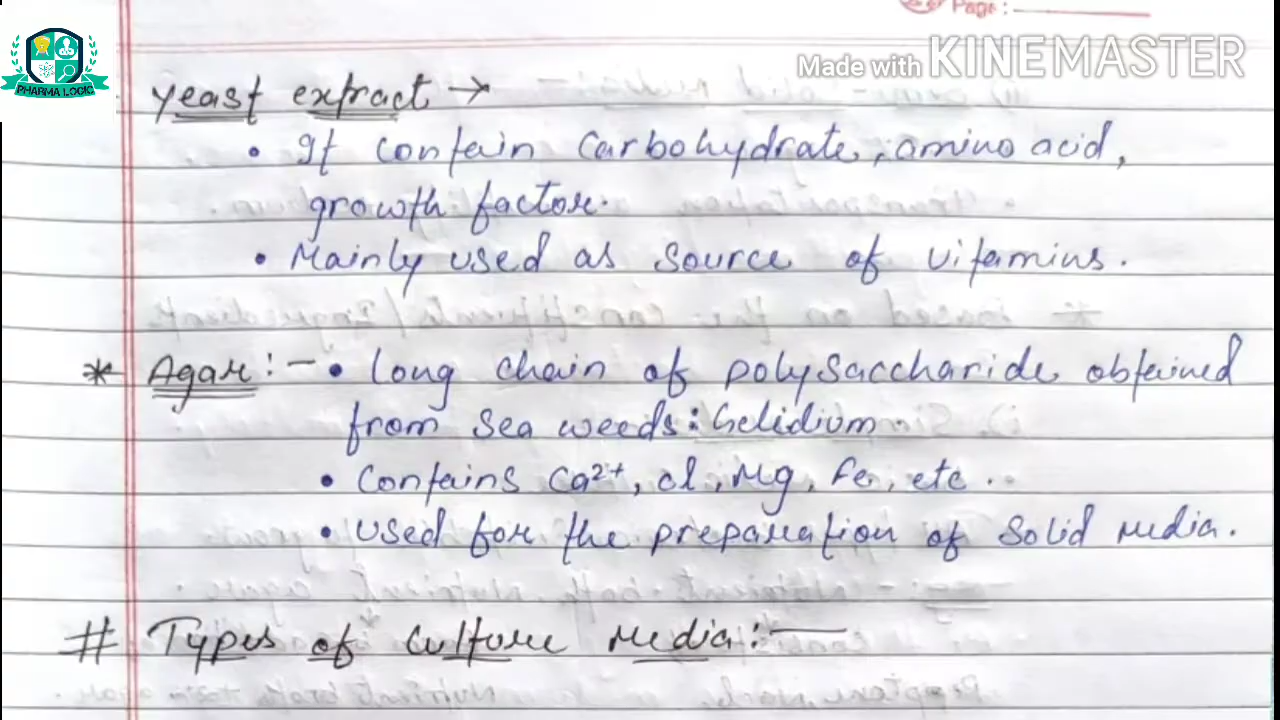 Page:
Made with KINEMASTER
PHARMA LOGIC
Yeast extract →
• It contain carbohydrate, amino acid,
growth factor.
• Mainly used as source of vitamins.
* Agar :- • Long chain of polysaccharide obtained
from sea weeds: Gelidium.
• Contains Ca²⁺, cl, Mg, Fe, etc.
• Used for the preparation of solid media.
# Types of culture media:-